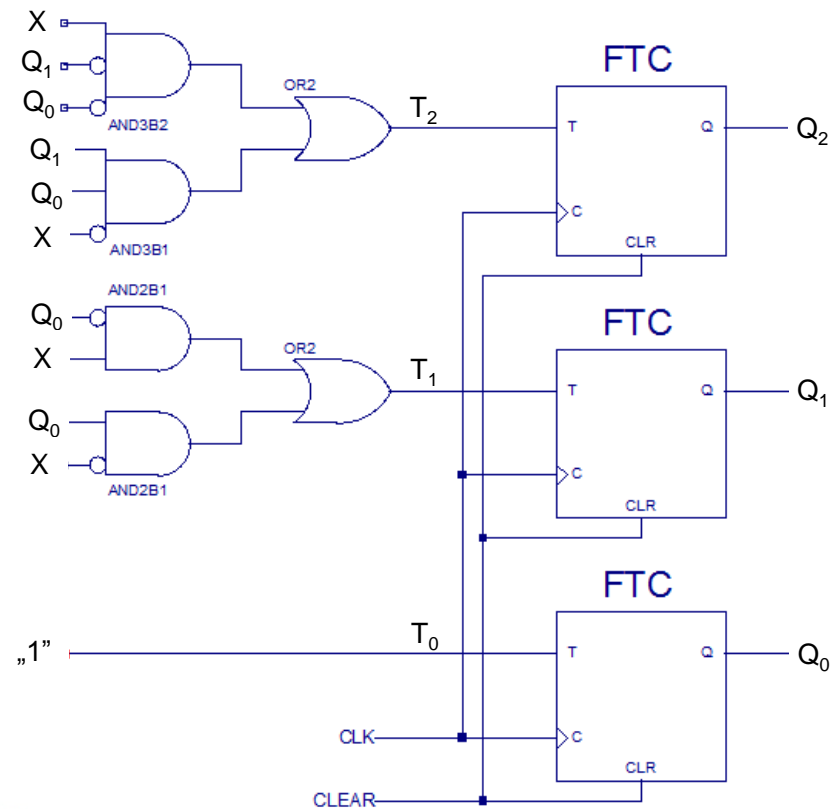 X
Q₁
Q₀
AND3B2
Q₁
Q₀
X
AND3B1
OR2
T₂
FTC
T
Q
C
CLR
Q₂
AND2B1
Q₀
X
Q₀
X
AND2B1
OR2
T₁
FTC
T
Q
C
CLR
Q₁
„1”
T₀
FTC
T
Q
C
CLR
Q₀
CLK
CLEAR